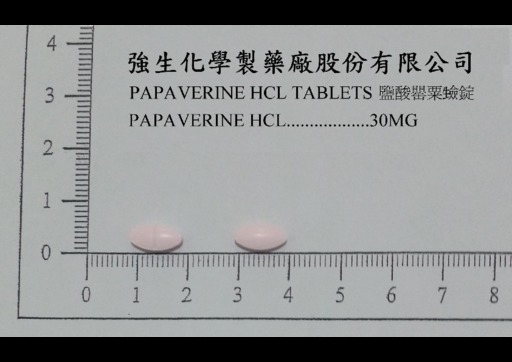 強生化學製藥廠股份有限公司
PAPAVERINE HCL TABLETS 鹽酸罌粟鹼錠
PAPAVERINE HCL..................30MG
4
3
2
1
0
0 1 2 3 4 5 6 7 8